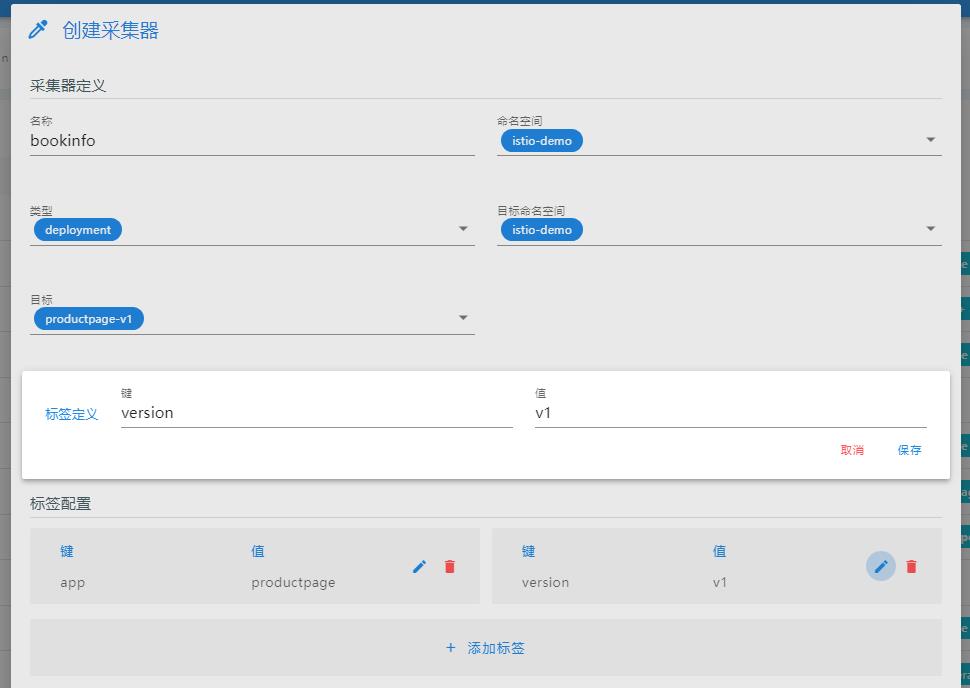 创建采集器
采集器定义
名称
bookinfo
命名空间
istio-demo
类型
deployment
目标命名空间
istio-demo
目标
productpage-v1
标签定义
键
version
值
v1
取消 保存
标签配置
键 值
app productpage
键 值
version v1
+ 添加标签